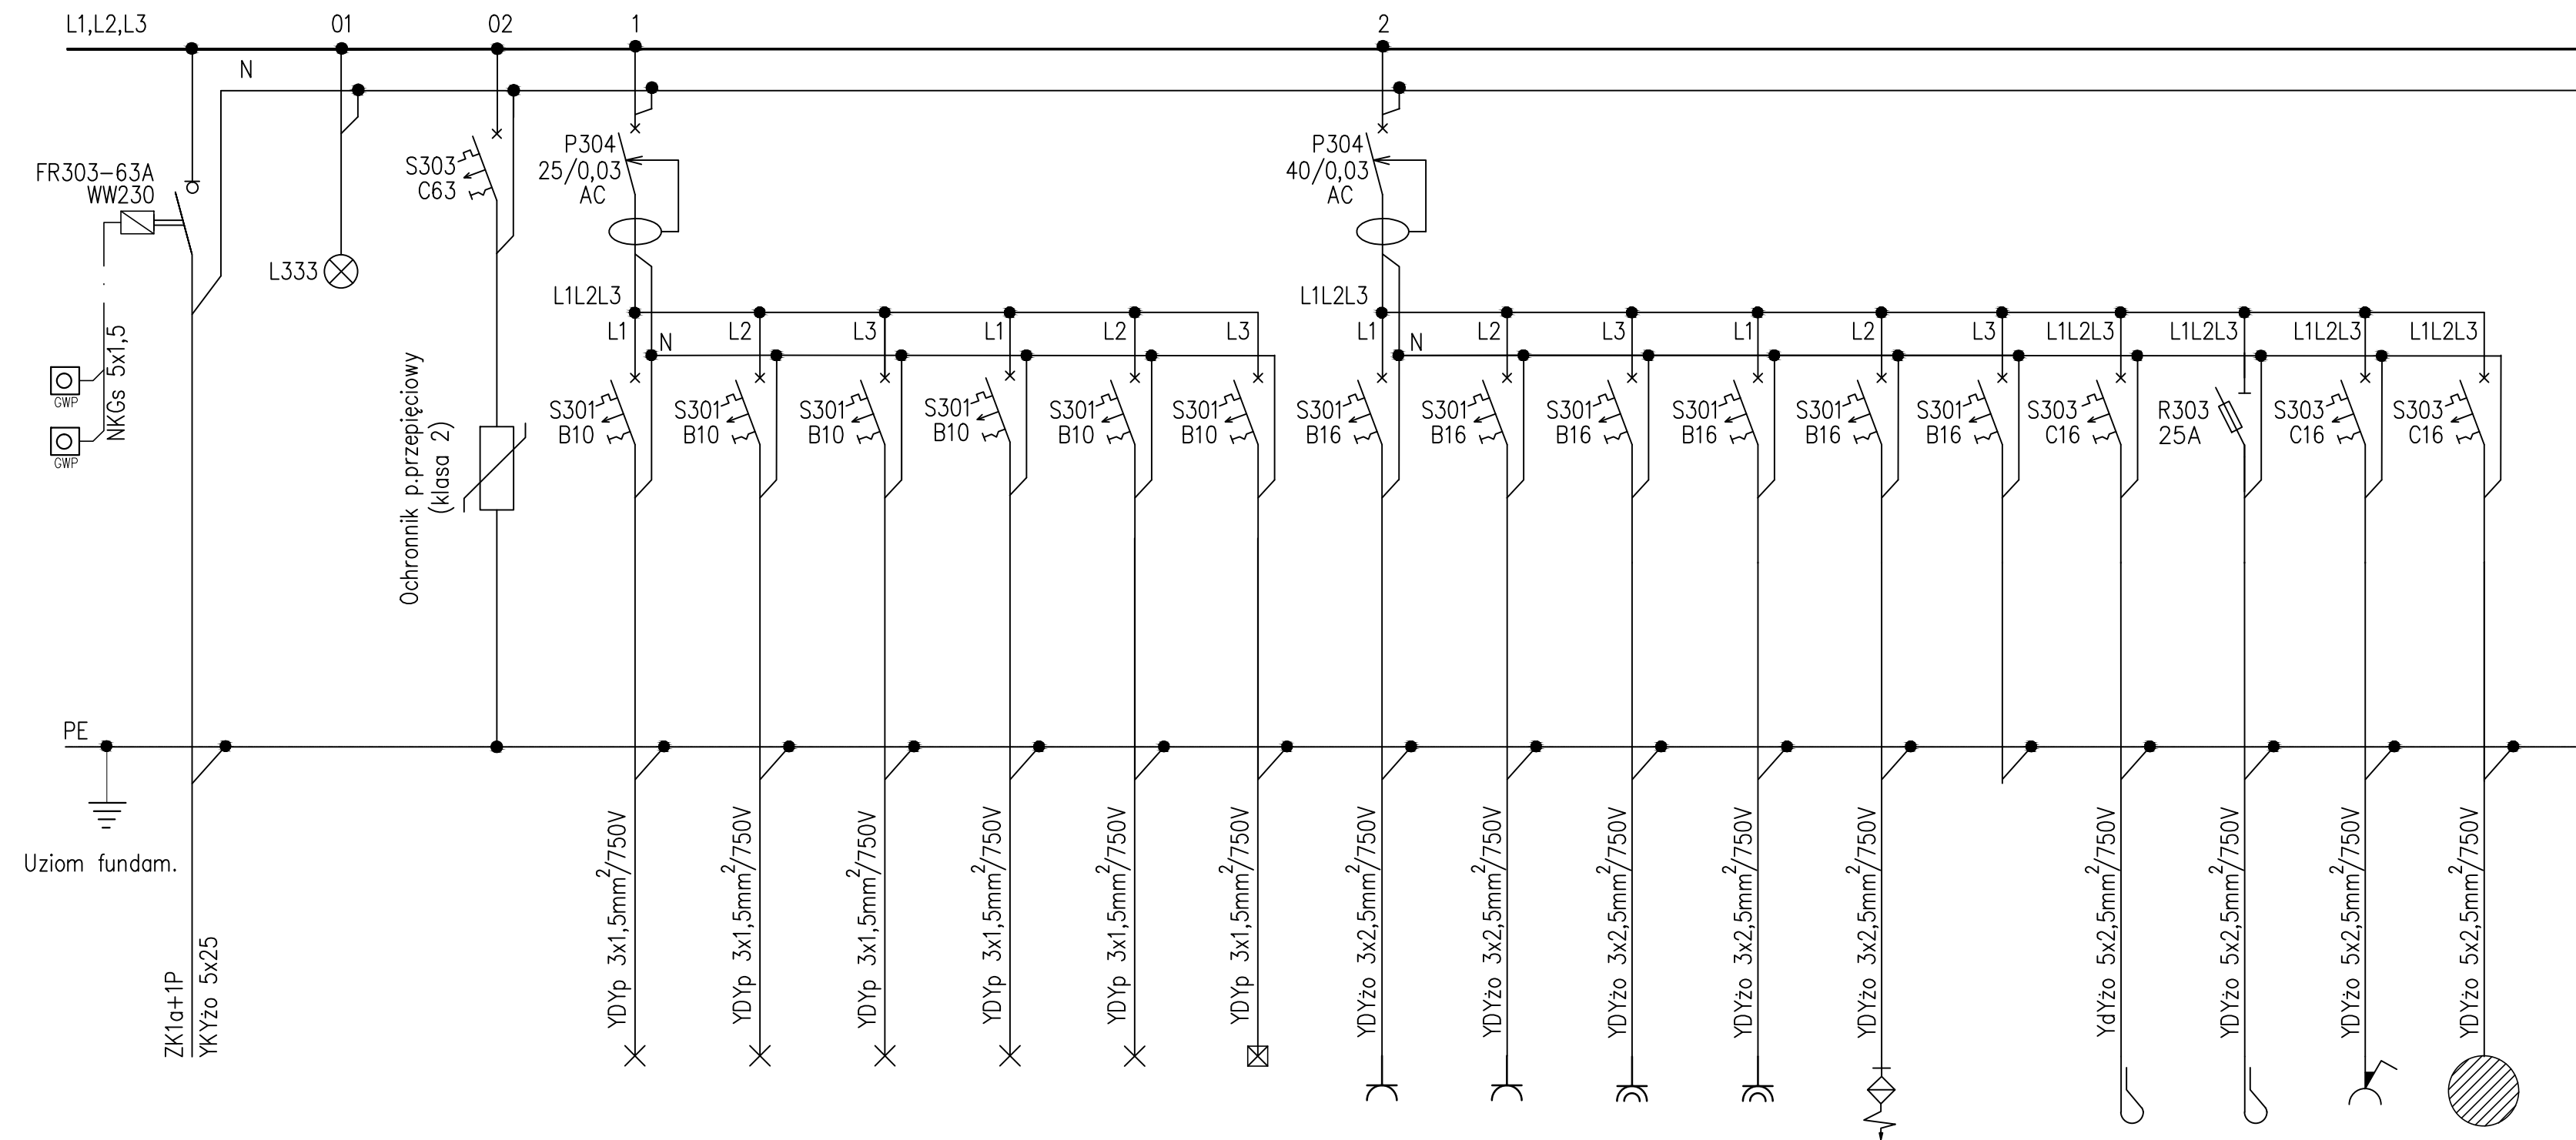 L1,L2,L3
01
02
1
2
N
FR303-63A
WW230
S303
C63
P304
25/0,03
AC
P304
40/0,03
AC
L333
NKGs 5x1,5
GWP
GWP
Ochronnik p.przepięciowy
(klasa 2)
L1L2L3
L1
L2
L3
L1
L2
L3
N
S301
B10
S301
B10
S301
B10
S301
B10
S301
B10
S301
B10
L1L2L3
L1
L2
L3
L1
L2
L3
L1L2L3
L1L2L3
L1L2L3
L1L2L3
N
S301
B16
S301
B16
S301
B16
S301
B16
S301
B16
S301
B16
S303
C16
R303
25A
S303
C16
S303
C16
PE
Uziom fundam.
ZK1a+1P
YKYżo 5x25
YDYp 3x1,5mm²/750V
YDYp 3x1,5mm²/750V
YDYp 3x1,5mm²/750V
YDYp 3x1,5mm²/750V
YDYp 3x1,5mm²/750V
YDYp 3x1,5mm²/750V
YDYżo 3x2,5mm²/750V
YDYżo 3x2,5mm²/750V
YDYżo 3x2,5mm²/750V
YDYżo 3x2,5mm²/750V
YDYżo 3x2,5mm²/750V
YdYżo 5x2,5mm²/750V
YDYżo 5x2,5mm²/750V
YDYżo 5x2,5mm²/750V
YDYżo 5x2,5mm²/750V